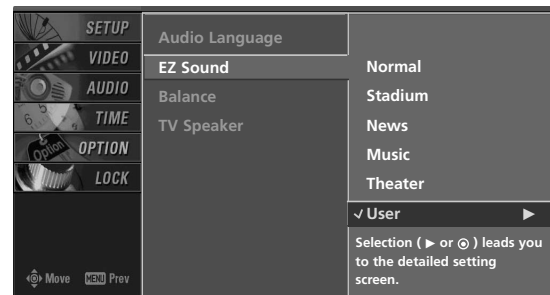 SETUP
VIDEO
AUDIO
TIME
OPTION
LOCK
Move MENU Prev
Audio Language
EZ Sound
Balance
TV Speaker
Normal
Stadium
News
Music
Theater
✓ User ▶
Selection ( ▶ or ⊙ ) leads you
to the detailed setting
screen.